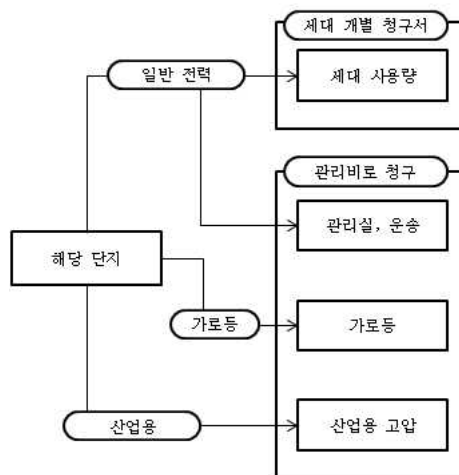 세대 개별 청구서
일반 전력
세대 사용량
관리비로 청구
관리실, 운송
해당 단지
가로등
가로등
산업용
산업용 고압